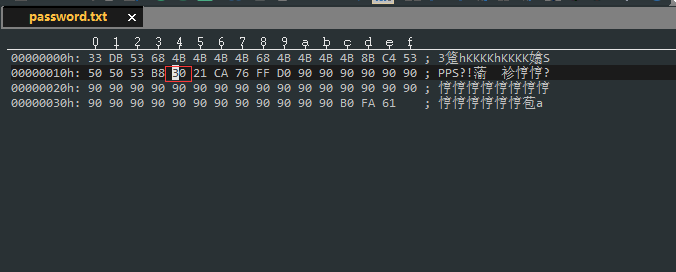 password.txt ×
0 1 2 3 4 5 6 7 8 9 a b c d e f
00000000h: 33 DB 53 68 4B 4B 4B 4B 68 4B 4B 4B 4B 8B C4 53 ; 3跾hKKKKhKKKK嬆S
00000010h: 50 50 53 B8 30 21 CA 76 FF D0 90 90 90 90 90 90 ; PPS?!蕍 袗悙悙?
00000020h: 90 90 90 90 90 90 90 90 90 90 90 90 90 90 90 90 ; 悙悙悙悙悙悙悙悙
00000030h: 90 90 90 90 90 90 90 90 90 90 90 90 B0 FA 61 ; 悙悙悙悙悙悙苞a